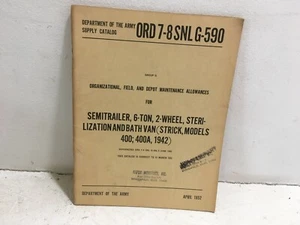 DEPARTMENT OF THE ARMY
SUPPLY CATALOG
ORD 7-8 SNL G-590
ORGANIZATIONAL, FIELD, AND DEPOT MAINTENANCE ALLOWANCES
FOR
SEMITRAILER, 6-TON, 2-WHEEL, STERI-
LIZATION AND BATH VAN (STRICK, MODELS
400; 400A, 1942)
DEPARTMENT OF THE ARMY
APRIL 1952